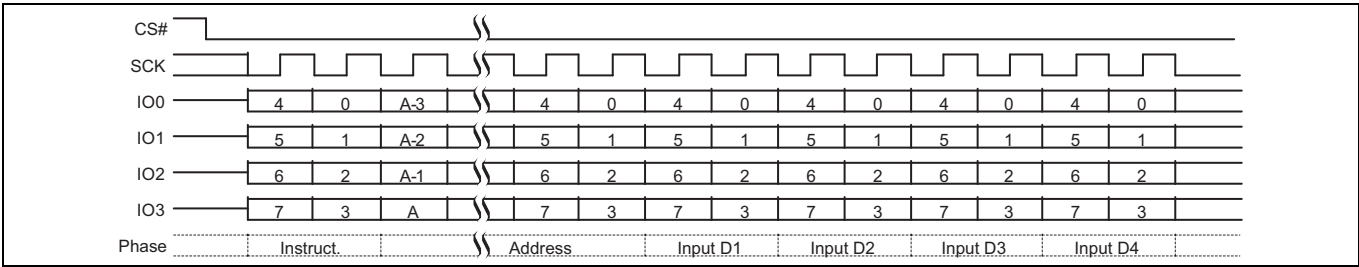 CS#
SCK
IO0 4 0 A-3 4 0 4 0 4 0 4 0 4 0
IO1 5 1 A-2 5 1 5 1 5 1 5 1 5 1
IO2 6 2 A-1 6 2 6 2 6 2 6 2 6 2
IO3 7 3 A 7 3 7 3 7 3 7 3 7 3
Phase Instruct. Address Input D1 Input D2 Input D3 Input D4